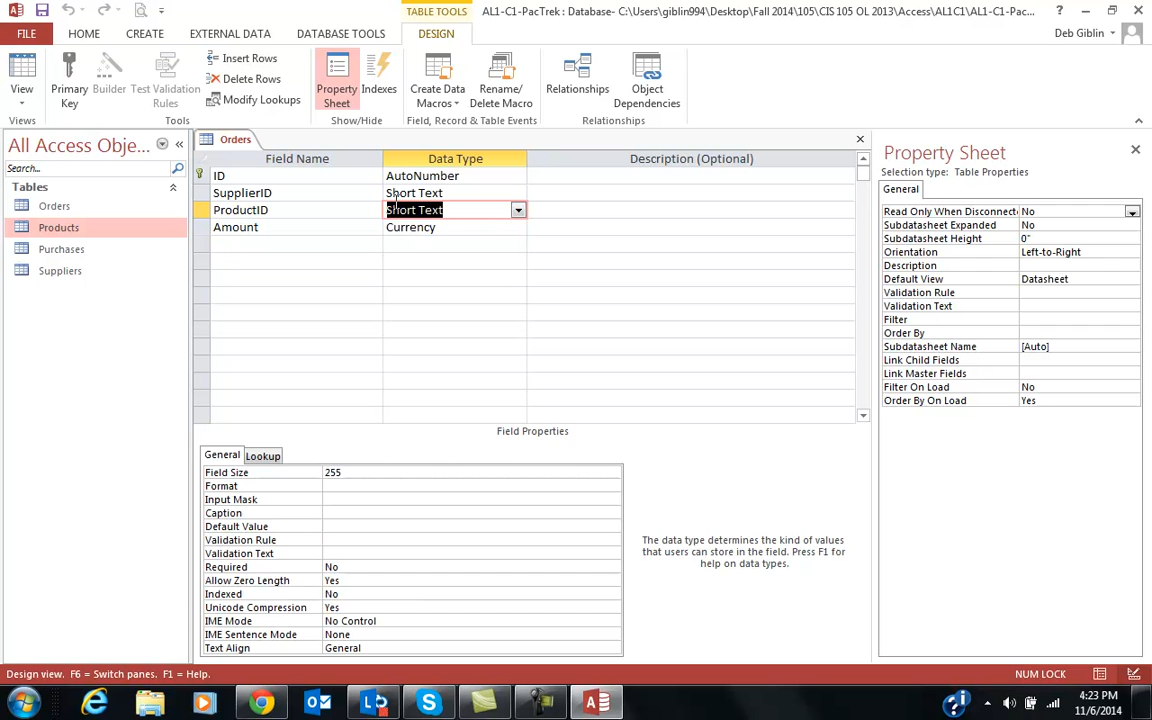 TABLE TOOLS
AL1-C1-PacTrek : Database- C:\Users\giblin994\Desktop\Fall 2014\105\CIS 105 OL 2013\Access\AL1C1\AL1-C1-Pac...
?
FILE
HOME
CREATE
EXTERNAL DATA
DATABASE TOOLS
DESIGN
Deb Giblin
View
Primary Key
Builder
Test Validation Rules
Insert Rows
Delete Rows
Modify Lookups
Property Sheet
Indexes
Create Data Macros
Rename/ Delete Macro
Relationships
Object Dependencies
Views
Tools
Show/Hide
Field, Record & Table Events
Relationships
All Access Obje...
Search...
Tables
Orders
Products
Purchases
Suppliers
Orders
Field Name Data Type Description (Optional)
ID AutoNumber
SupplierID Short Text
ProductID Short Text
Amount Currency
Field Properties
General Lookup
Field Size 255
Format
Input Mask
Caption
Default Value
Validation Rule
Validation Text
Required No
Allow Zero Length Yes
Indexed No
Unicode Compression Yes
IME Mode No Control
IME Sentence Mode None
Text Align General
The data type determines the kind of values
that users can store in the field. Press F1 for
help on data types.
Property Sheet
Selection type: Table Properties
General
Read Only When Disconnecte No
Subdatasheet Expanded No
Subdatasheet Height 0"
Orientation Left-to-Right
Description
Default View Datasheet
Validation Rule
Validation Text
Filter
Order By
Subdatasheet Name [Auto]
Link Child Fields
Link Master Fields
Filter On Load No
Order By On Load Yes
Design view. F6 = Switch panes. F1 = Help.
NUM LOCK
4:23 PM
11/6/2014